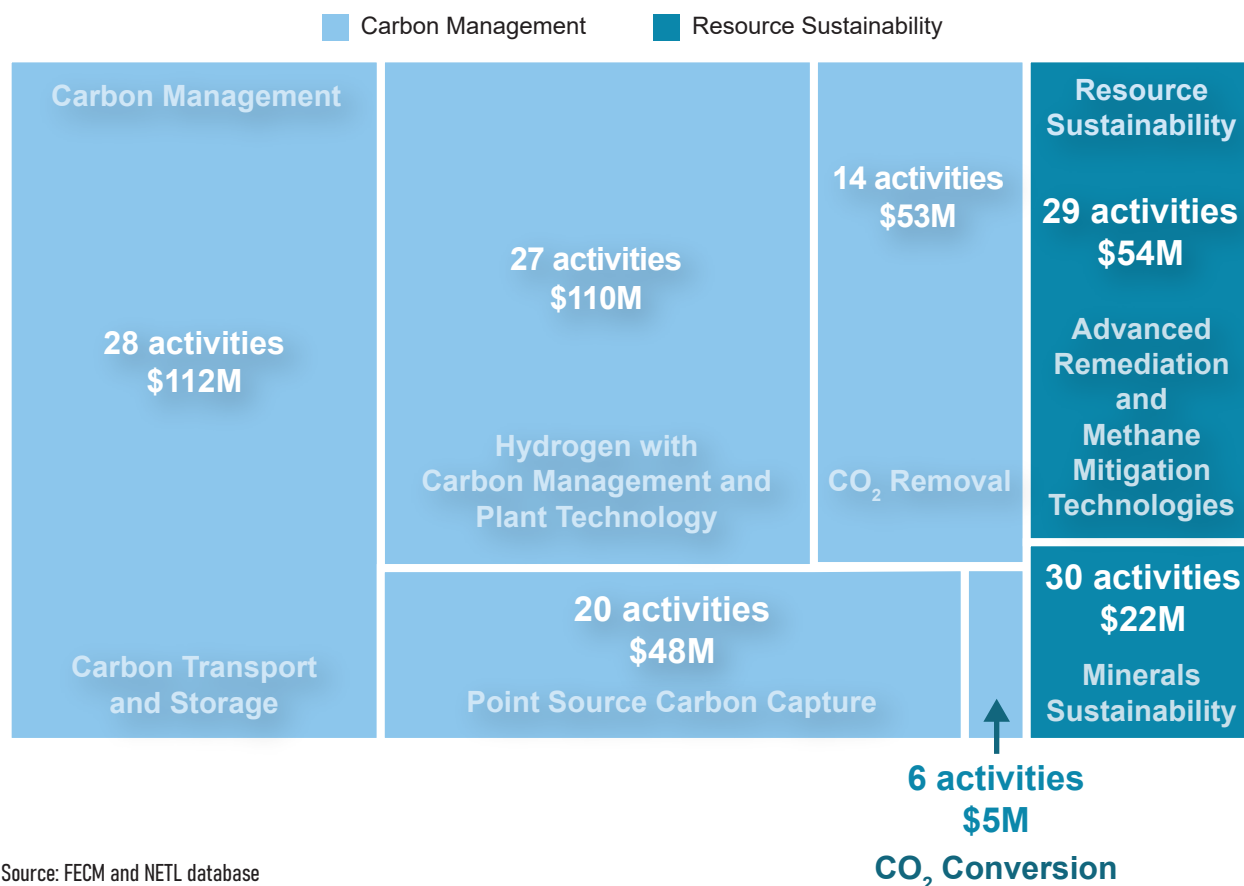 Carbon Management
Resource Sustainability
Carbon Management
28 activities
$112M
Carbon Transport
and Storage
27 activities
$110M
Hydrogen with
Carbon Management and
Plant Technology
14 activities
$53M
CO₂ Removal
Resource
Sustainability
29 activities
$54M
Advanced
Remediation
and
Methane
Mitigation
Technologies
20 activities
$48M
Point Source Carbon Capture
30 activities
$22M
Minerals
Sustainability
6 activities
$5M
CO₂ Conversion
Source: FECM and NETL database